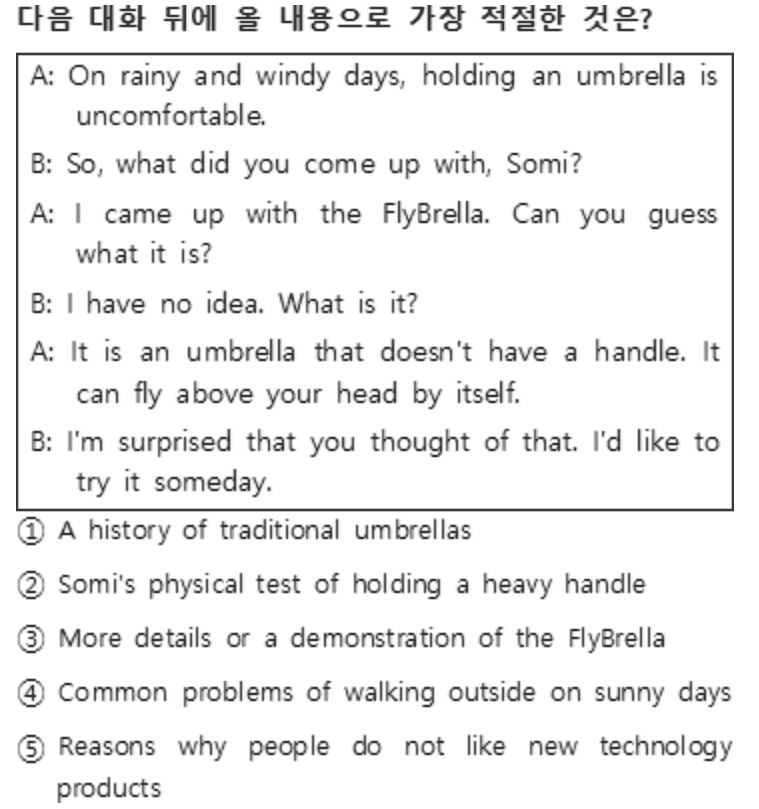 다음 대화 뒤에 올 내용으로 가장 적절한 것은?
A: On rainy and windy days, holding an umbrella is
uncomfortable.
B: So, what did you come up with, Somi?
A: I came up with the FlyBrella. Can you guess
what it is?
B: I have no idea. What is it?
A: It is an umbrella that doesn't have a handle. It
can fly above your head by itself.
B: I'm surprised that you thought of that. I'd like to
try it someday.
① A history of traditional umbrellas
② Somi's physical test of holding a heavy handle
③ More details or a demonstration of the FlyBrella
④ Common problems of walking outside on sunny days
⑤ Reasons why people do not like new technology
products